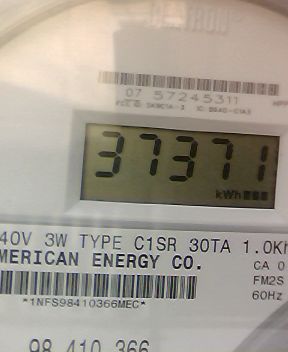 07 57245311
37371
kWh
40V 3W TYPE C1SR 30TA 1.0Kh
MERICAN ENERGY CO.
CA 0
FM2S
60Hz
*1NFS98410366MEC*
98 410 366